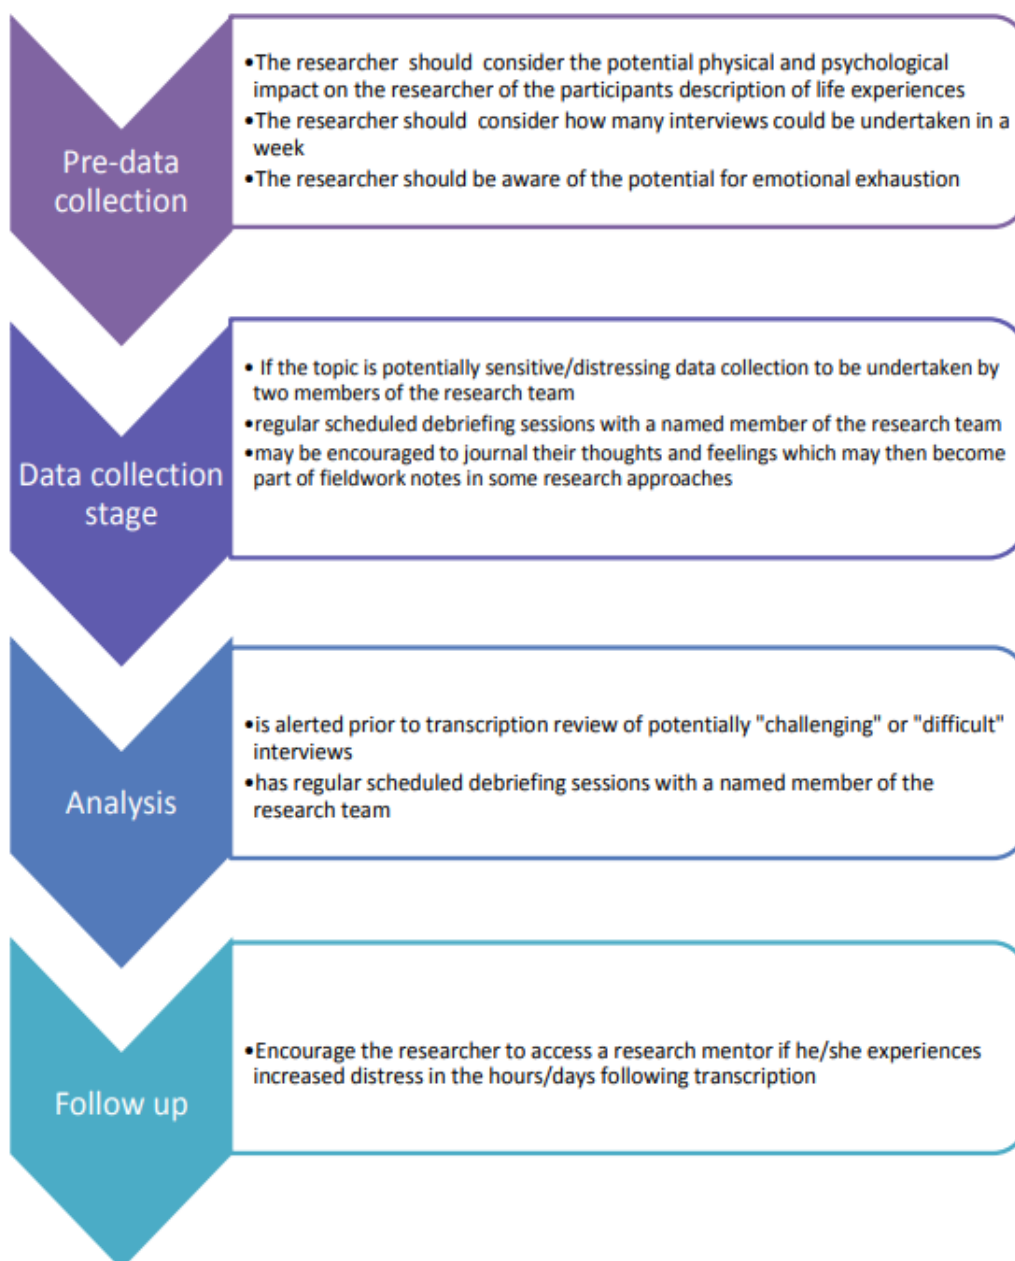 Pre-data
collection
•The researcher should consider the potential physical and psychological
impact on the researcher of the participants description of life experiences
•The researcher should consider how many interviews could be undertaken in a
week
•The researcher should be aware of the potential for emotional exhaustion
Data collection
stage
• If the topic is potentially sensitive/distressing data collection to be undertaken by
two members of the research team
•regular scheduled debriefing sessions with a named member of the research team
•may be encouraged to journal their thoughts and feelings which may then become
part of fieldwork notes in some research approaches
Analysis
•is alerted prior to transcription review of potentially "challenging" or "difficult"
interviews
•has regular scheduled debriefing sessions with a named member of the
research team
Follow up
•Encourage the researcher to access a research mentor if he/she experiences
increased distress in the hours/days following transcription